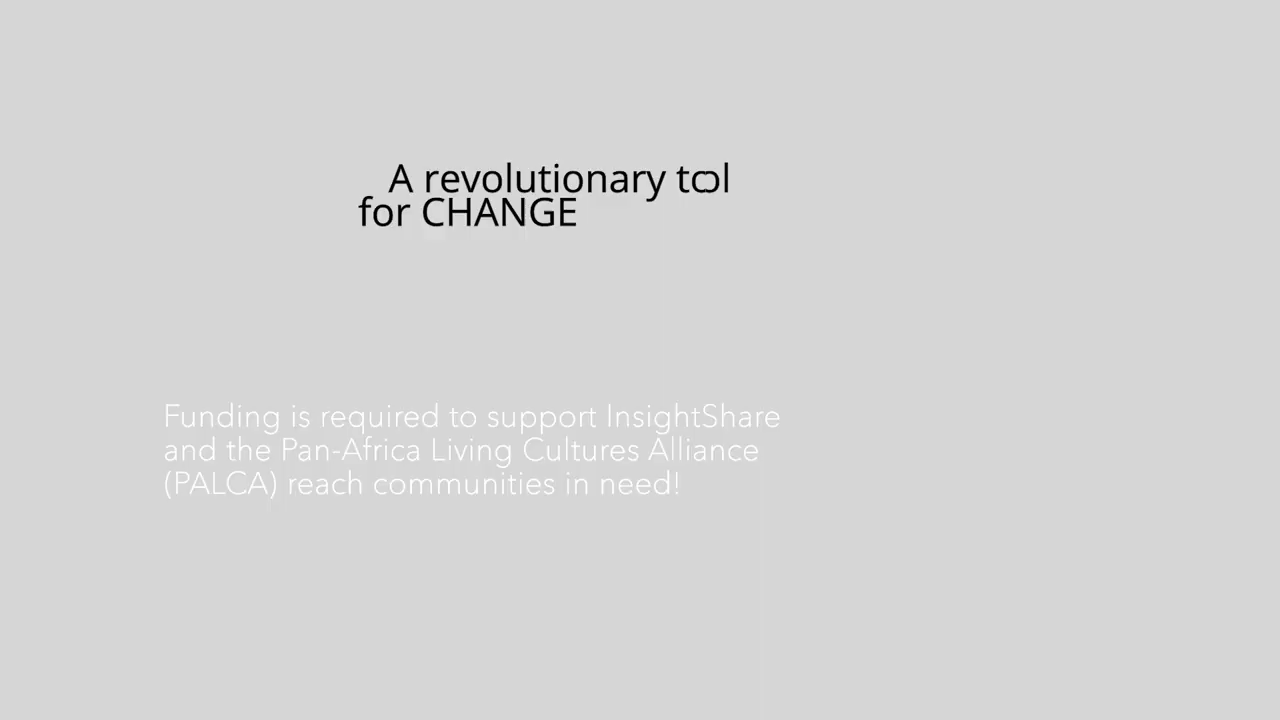 A revolutionary tool
for CHANGE
Funding is required to support InsightShare
and the Pan-Africa Living Cultures Alliance
(PALCA) reach communities in need!